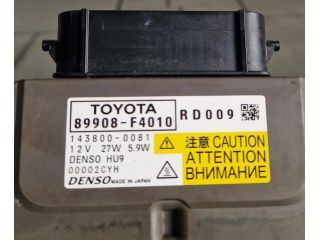 TOYOTA
89908-F4010 RD009
143800-0081
12V 27W 5.9W
DENSO HU9
00002CYH
DENSO MADE IN JAPAN
注意 CAUTION
ATTENTION
ВНИМАНИЕ